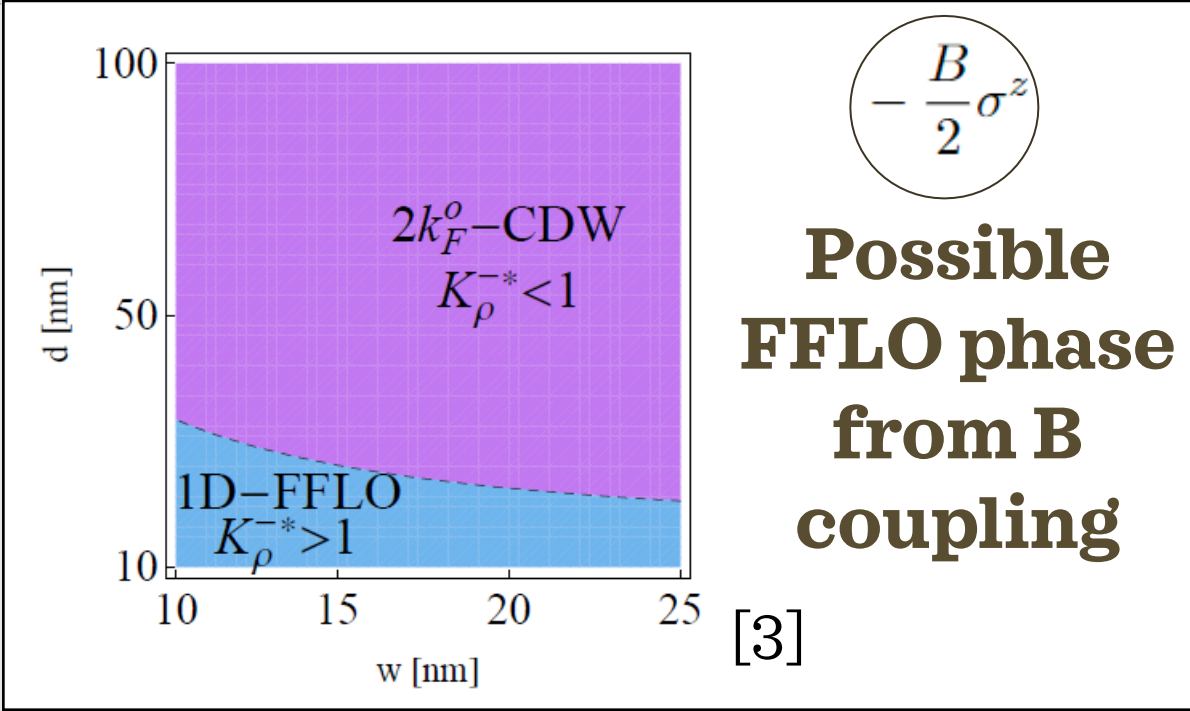 100
50
10
d [nm]
2k_F^o−CDW
K_ρ^{−*}<1
1D−FFLO
K_ρ^{−*}>1
10 15 20 25
w [nm]
− B/2 σ^z
Possible
FFLO phase
from B
coupling
[3]